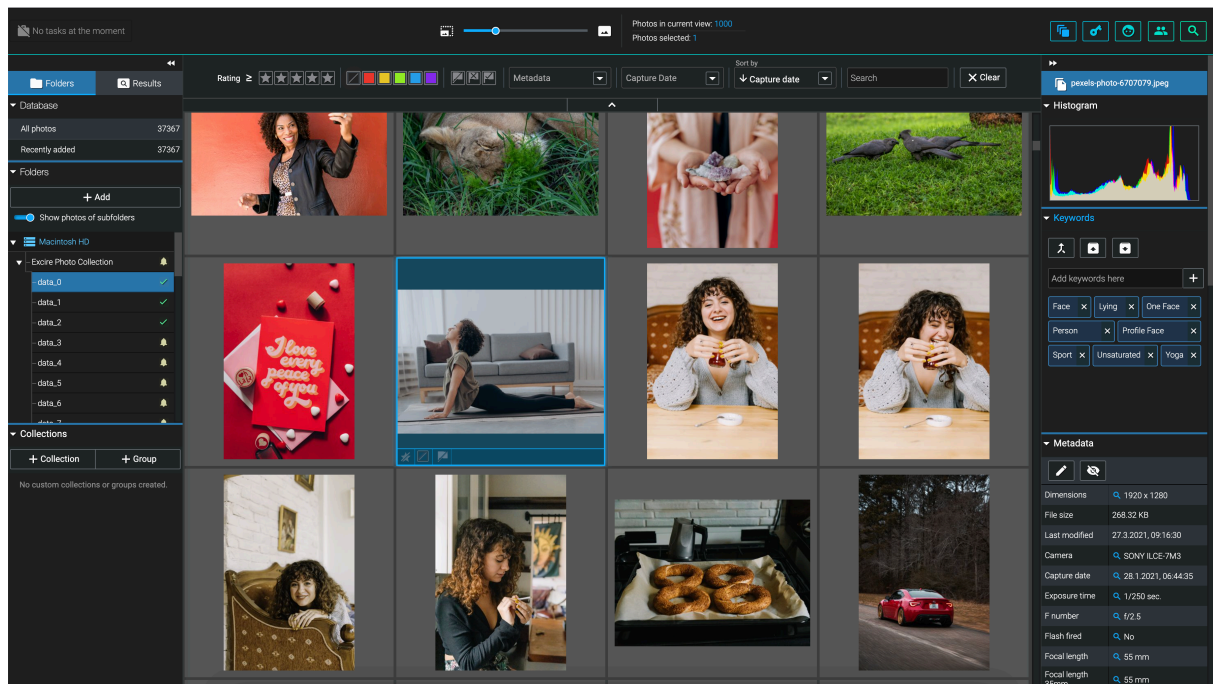 No tasks at the moment
Photos in current view: 1000
Photos selected: 1
Folders
Results
Database
All photos 37367
Recently added 37367
Folders
+ Add
Show photos of subfolders
Macintosh HD
Excire Photo Collection
data_0
data_1
data_2
data_3
data_4
data_5
data_6
data_7
Collections
+ Collection
+ Group
No custom collections or groups created.
Rating ≥
Metadata
Capture Date
Sort by
Capture date
Search
X Clear
I love
every
peace
of you
pexels-photo-6707079.jpeg
Histogram
Keywords
Add keywords here
Face X Lying X One Face X
Person X Profile Face X
Sport X Unsaturated X Yoga X
Metadata
Dimensions 1920 x 1280
File size 268.32 KB
Last modified 27.3.2021, 09:16:30
Camera SONY ILCE-7M3
Capture date 28.1.2021, 06:44:35
Exposure time 1/250 sec.
F number f/2.5
Flash fired No
Focal length 55 mm
Focal length 35mm 55 mm